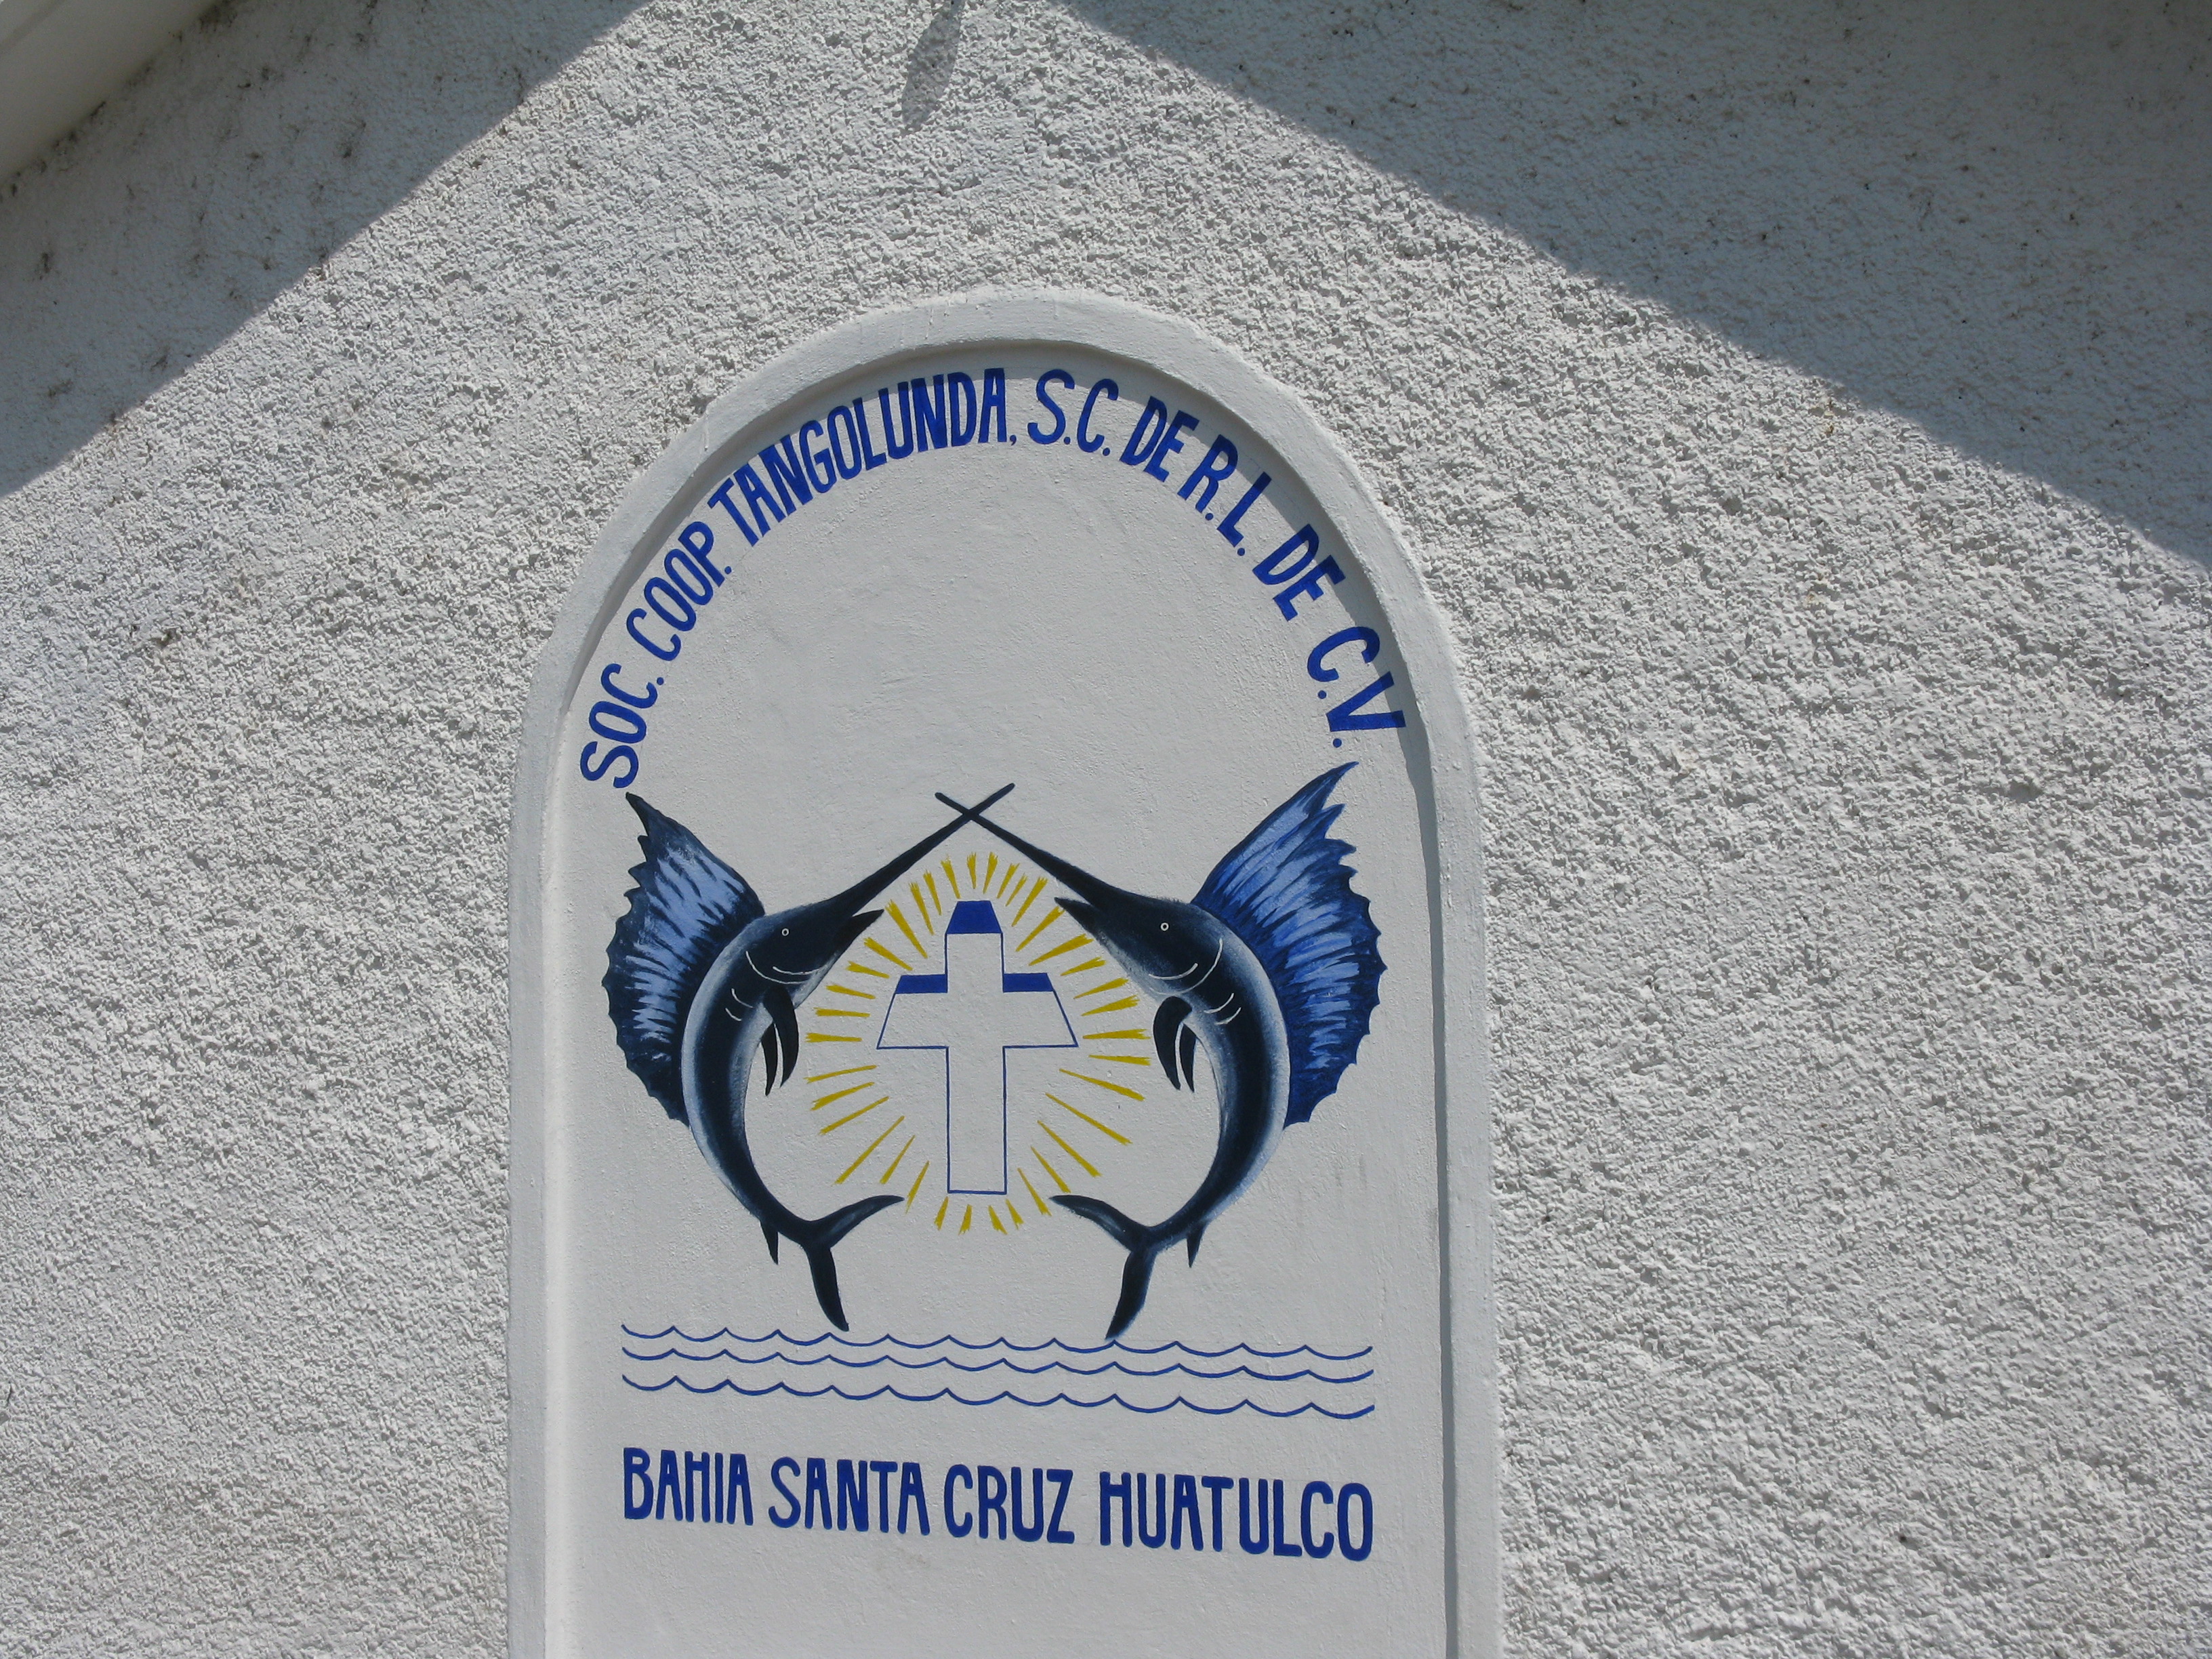 SOC. COOP. TANGOLUNDA, S.C. DE R.L. DE C.V.
BAHIA SANTA CRUZ HUATULCO